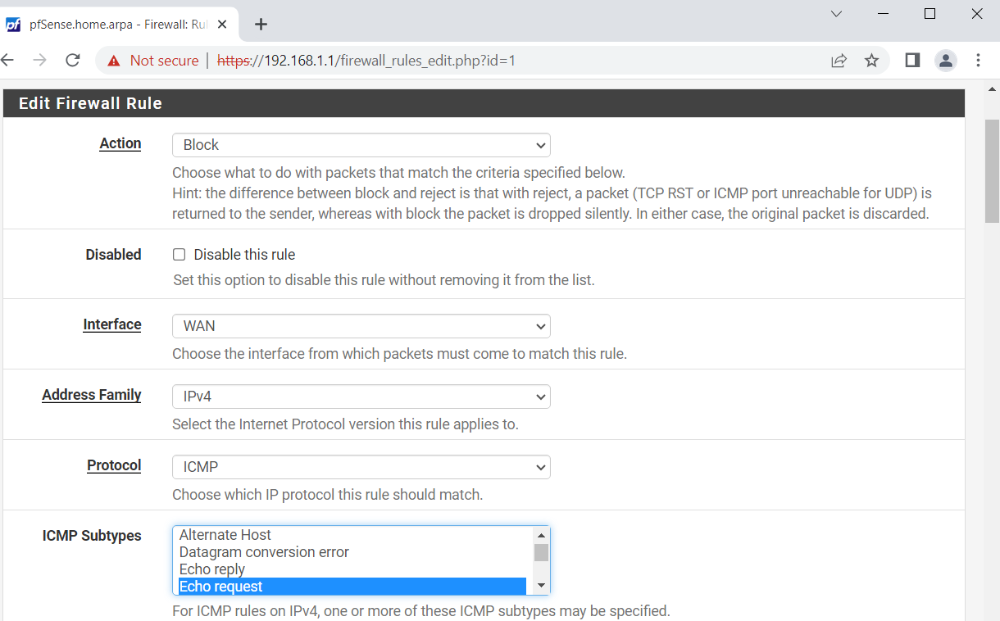 pfSense.home.arpa - Firewall: Rul
Not secure | https://192.168.1.1/firewall_rules_edit.php?id=1
Edit Firewall Rule
Action
Block
Choose what to do with packets that match the criteria specified below.
Hint: the difference between block and reject is that with reject, a packet (TCP RST or ICMP port unreachable for UDP) is
returned to the sender, whereas with block the packet is dropped silently. In either case, the original packet is discarded.
Disabled
Disable this rule
Set this option to disable this rule without removing it from the list.
Interface
WAN
Choose the interface from which packets must come to match this rule.
Address Family
IPv4
Select the Internet Protocol version this rule applies to.
Protocol
ICMP
Choose which IP protocol this rule should match.
ICMP Subtypes
Alternate Host
Datagram conversion error
Echo reply
Echo request
For ICMP rules on IPv4, one or more of these ICMP subtypes may be specified.